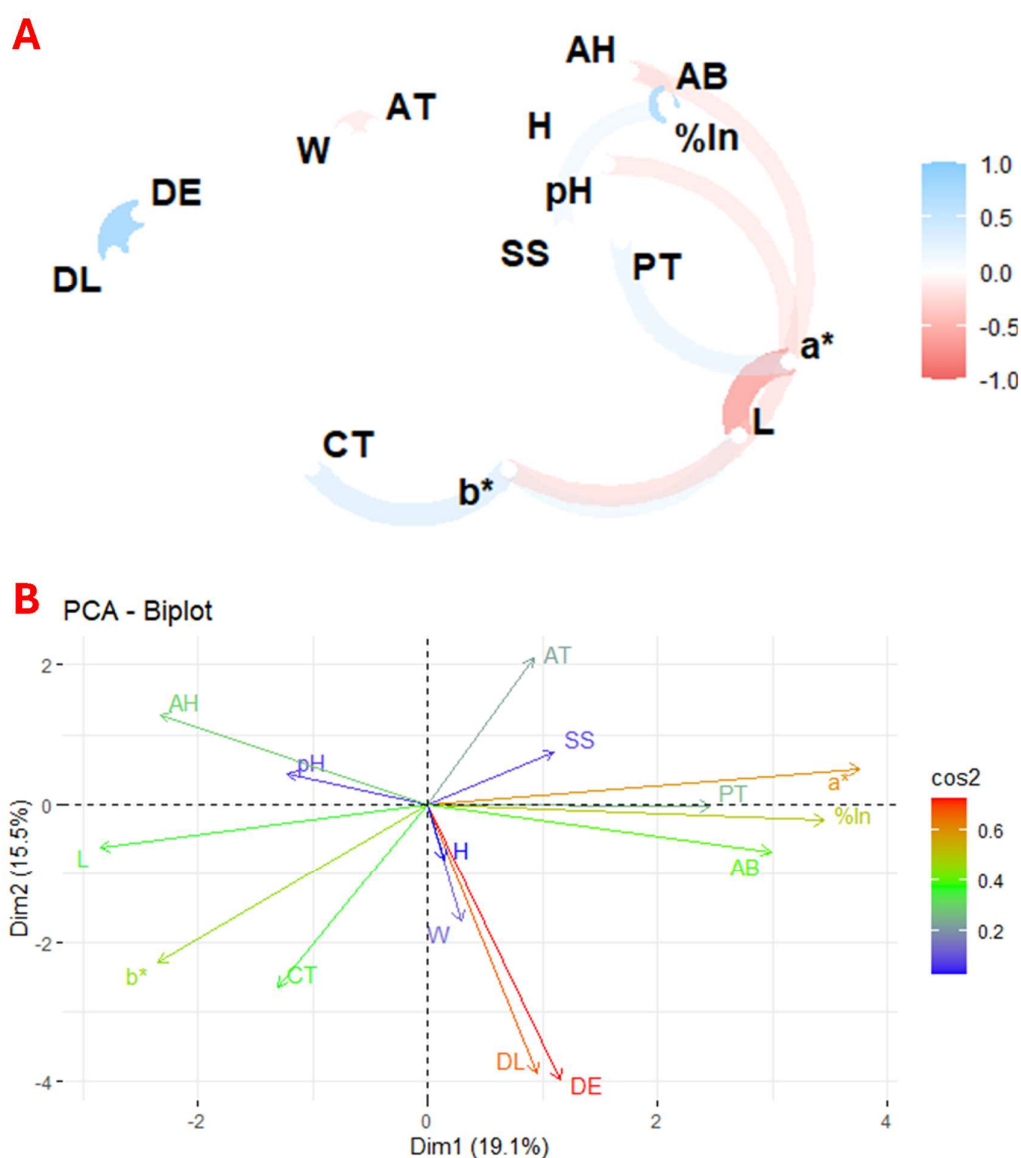 A
AH
AB
AT
H
%In
W
pH
DE
SS
PT
DL
a*
L
CT
b*
1.0
0.5
0.0
-0.5
-1.0
B
PCA - Biplot
2
0
-2
-4
Dim2 (15.5%)
AT
AH
SS
pH
a*
PT
%In
L
H
AB
W
b*
CT
DL
DE
cos2
0.6
0.4
0.2
-2
0
2
4
Dim1 (19.1%)